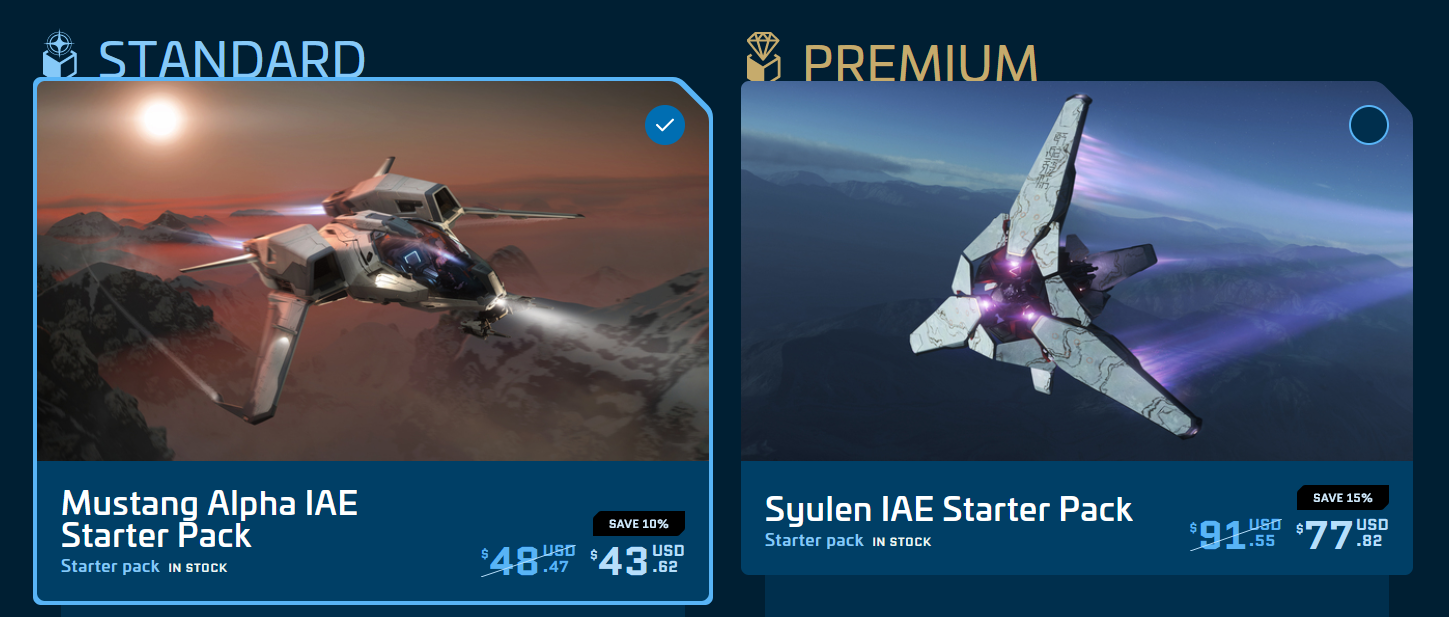 STANDARD
PREMIUM
Mustang Alpha IAE
Starter Pack
Starter pack IN STOCK
SAVE 10%
$48.47 USD $43.62 USD
Syulen IAE Starter Pack
Starter pack IN STOCK
SAVE 15%
$91.55 USD $77.82 USD